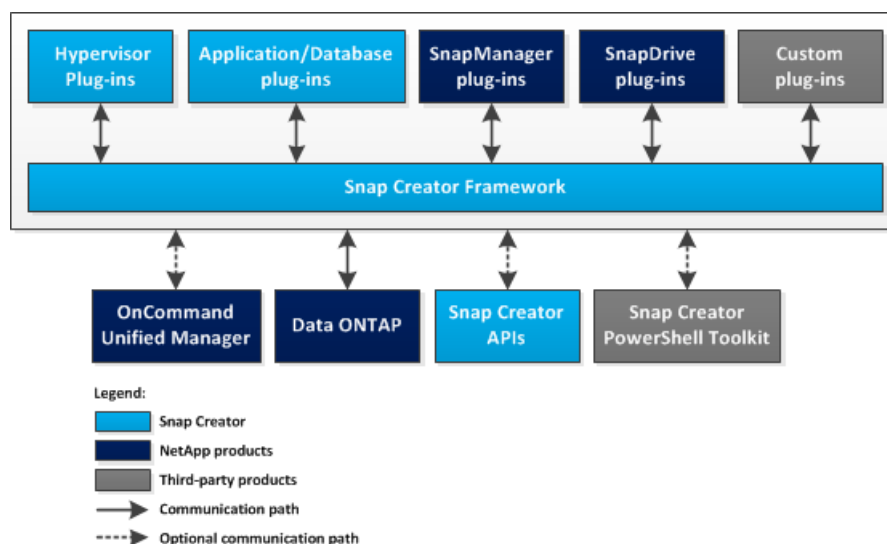 Hypervisor
Plug-ins
Application/Database
plug-ins
SnapManager
plug-ins
SnapDrive
plug-ins
Custom
plug-ins
Snap Creator Framework
OnCommand
Unified Manager
Data ONTAP
Snap Creator
APIs
Snap Creator
PowerShell Toolkit
Legend:
Snap Creator
NetApp products
Third-party products
Communication path
Optional communication path